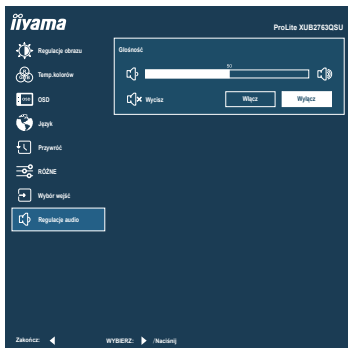 iiyama
ProLite XUB2763QSU
Regulacje obrazu
Temp.kolorów
OSD
OSD
Język
Przywróć
RÓŻNE
Wybór wejść
Regulacje audio
Głośność
50
Wycisz
Włącz
Wyłącz
Zakończ:
WYBIERZ: /Naciśnij